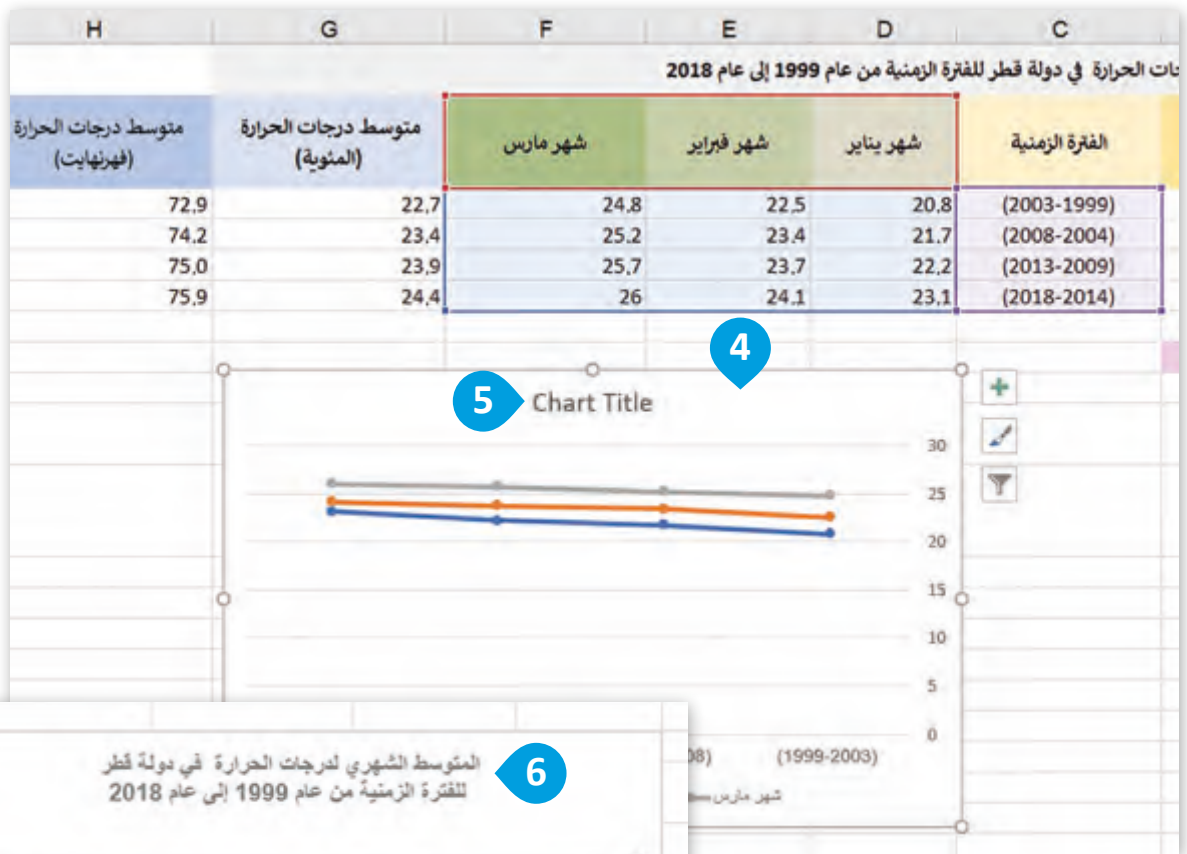 C D E F G H
جات الحرارة في دولة قطر للفترة الزمنية من عام 1999 إلى عام 2018
الفترة الزمنية شهر يناير شهر فبراير شهر مارس متوسط درجات الحرارة (المئوية) متوسط درجات الحرارة (فهرنهايت)
(2003-1999) 20,8 22,5 24,8 22,7 72,9
(2008-2004) 21,7 23,4 25,2 23,4 74,2
(2013-2009) 22,2 23,7 25,7 23,9 75,0
(2018-2014) 23,1 24,1 26 24,4 75,9
4
5
Chart Title
30
25
20
15
10
5
0
(1999-2003) 08)
شهر مارس
6
المتوسط الشهري لدرجات الحرارة في دولة قطر
للفترة الزمنية من عام 1999 إلى عام 2018